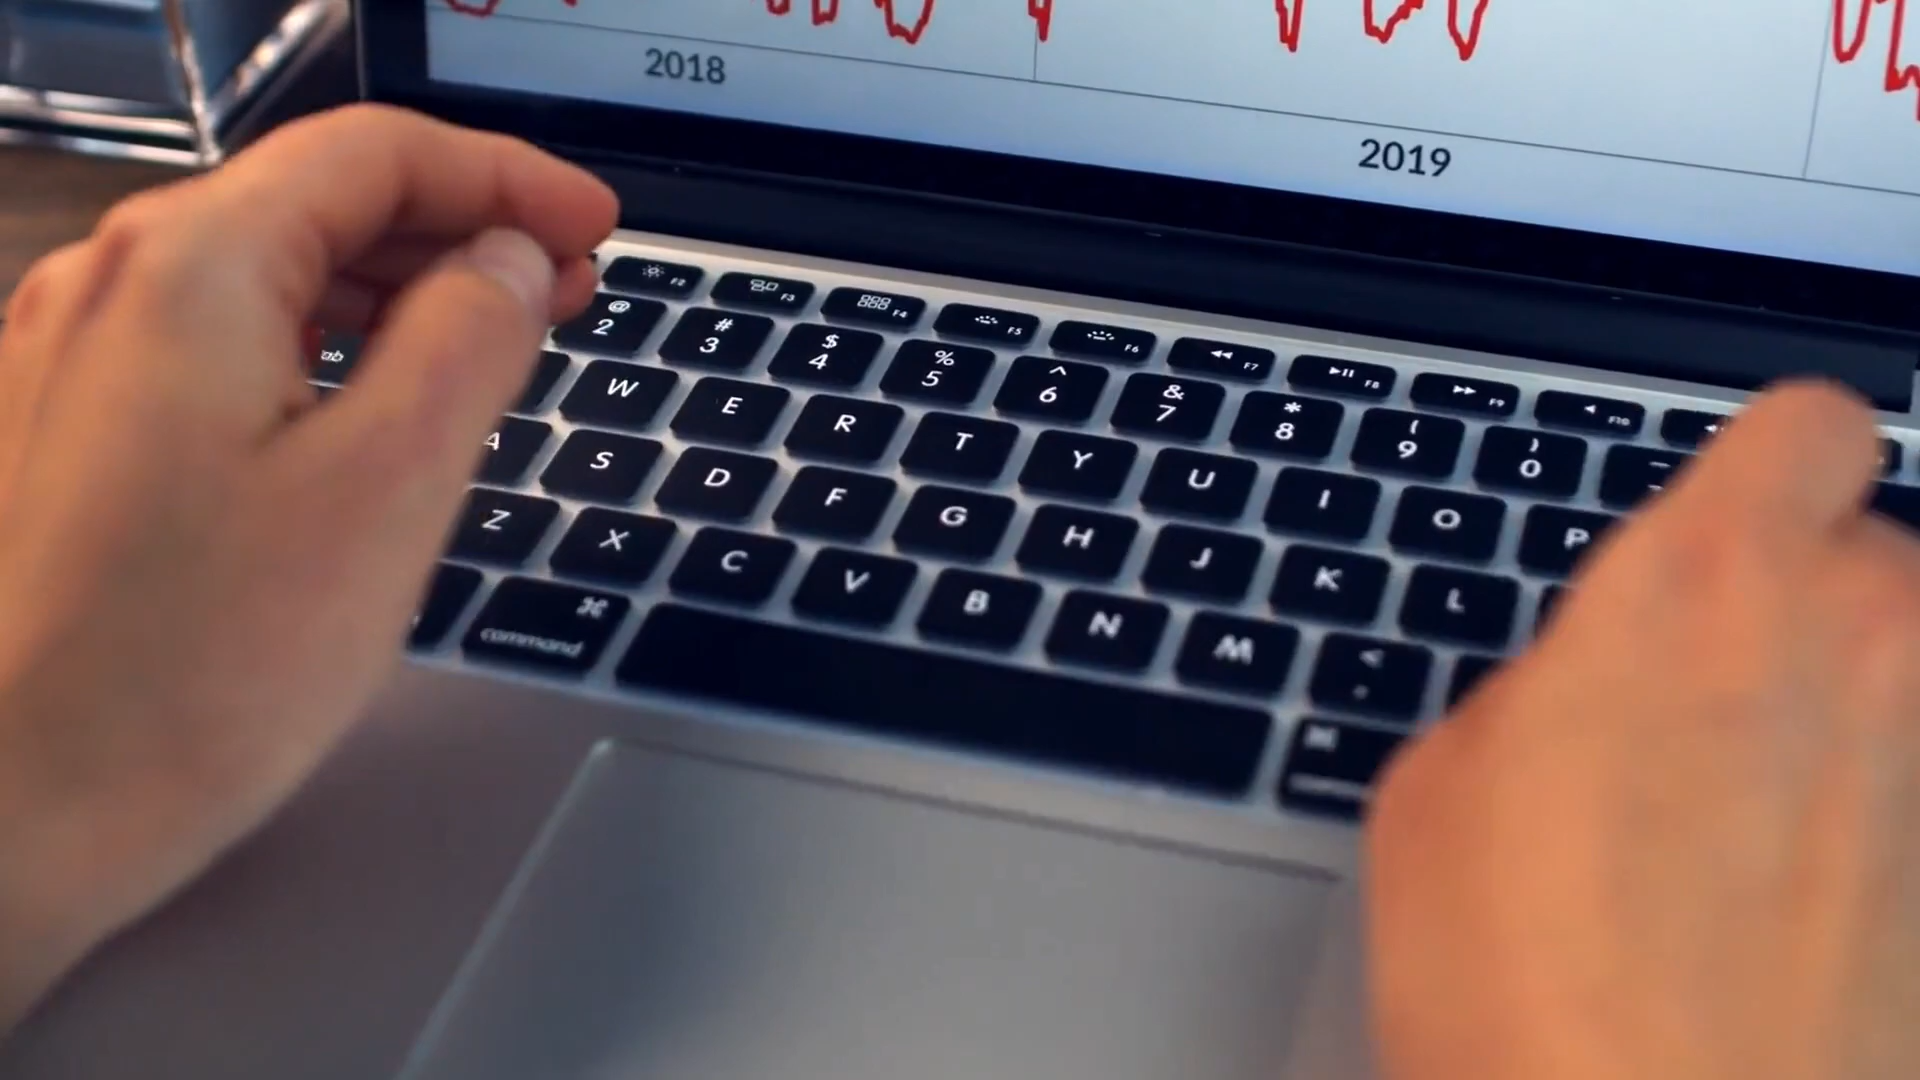 2018
2019
F2 F3 F4 F5 F6 F7 F8 F9 F10
@ # $ % ^ & * ( )
2 3 4 5 6 7 8 9 0
tab W E R T Y U I O P
A S D F G H J K L
Z X C V B N M < ,
⌘
command